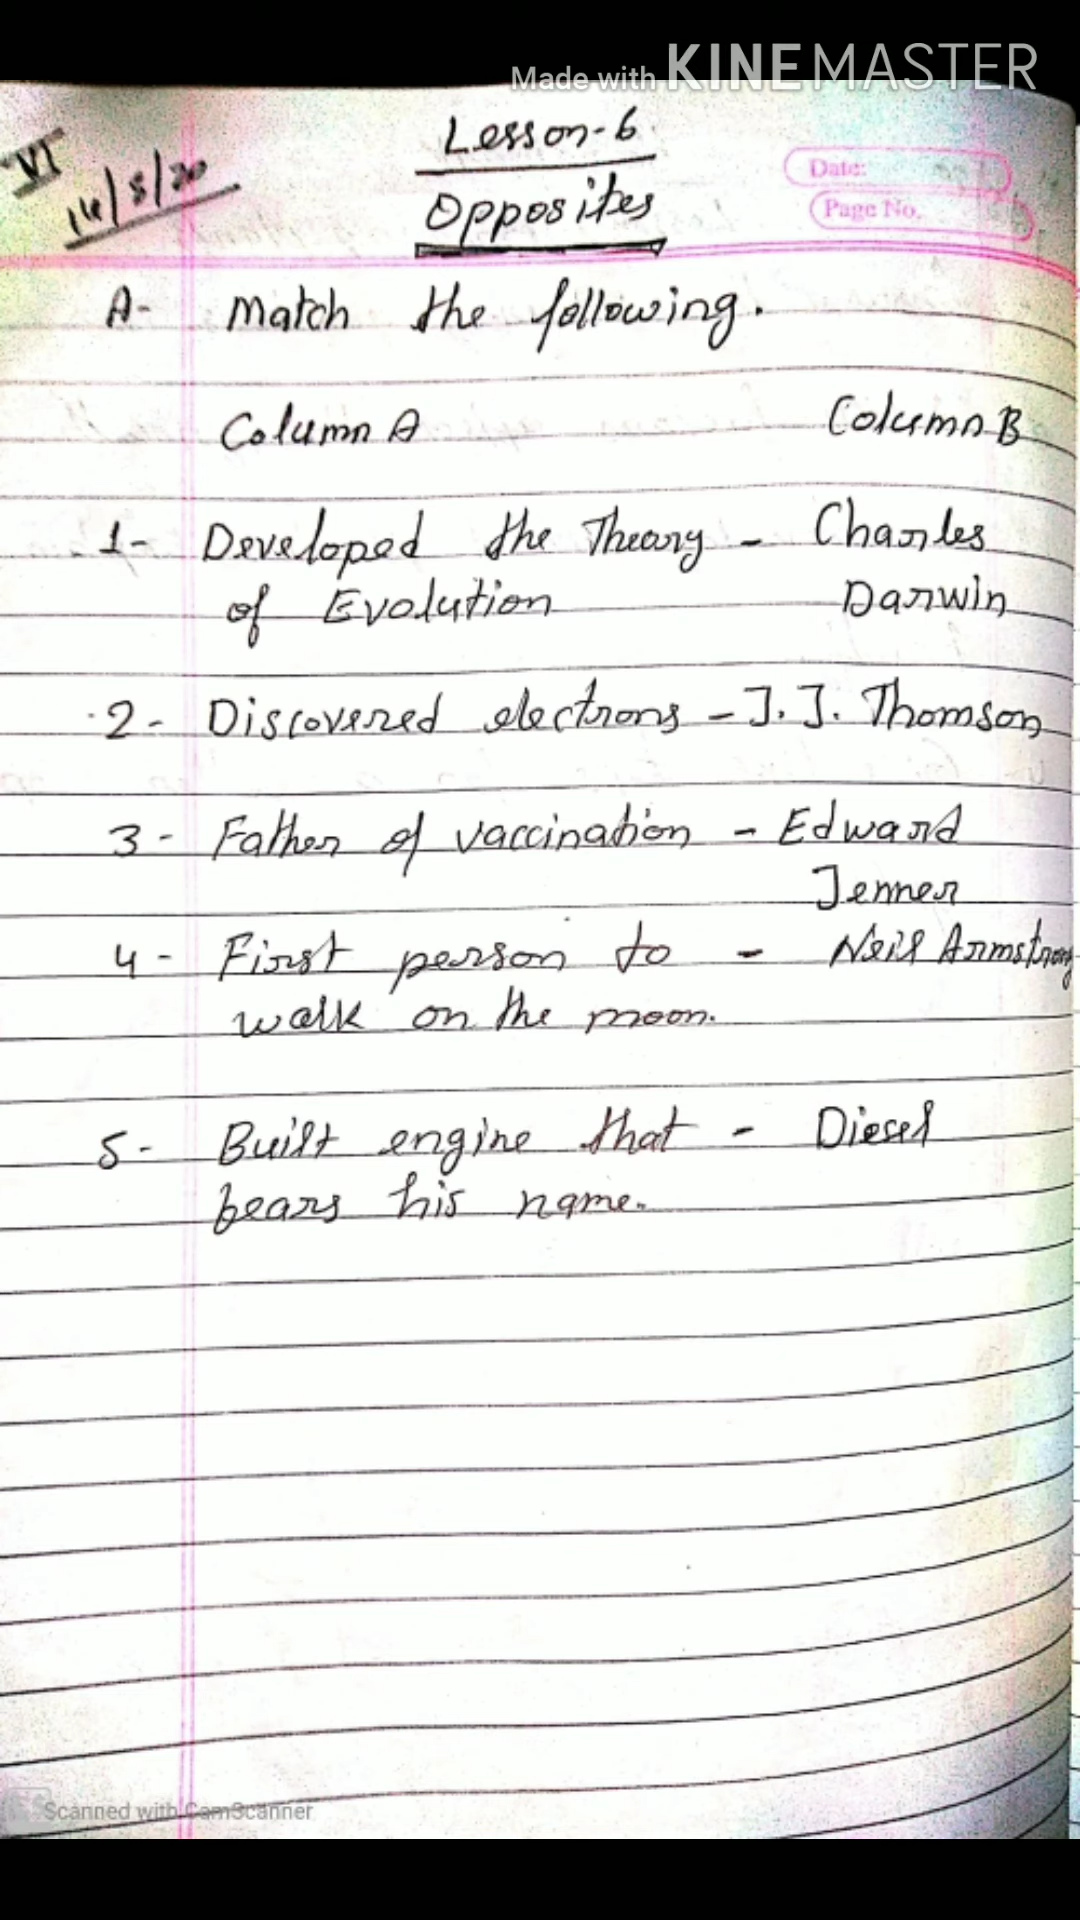 Made with KINEMASTER
VI
14/5/20
Lesson-6
Opposites
Date:
Page No.
A- Match the following.
Column A Column B
1- Developed the Theory - Charles
of Evolution Darwin
2- Discovered electrons - J. J. Thomson
3- Father of vaccination - Edward
Jenner
4- First person to - Neil Armstrong
walk on the moon.
5- Built engine that - Diesel
bears his name.
CS Scanned with CamScanner